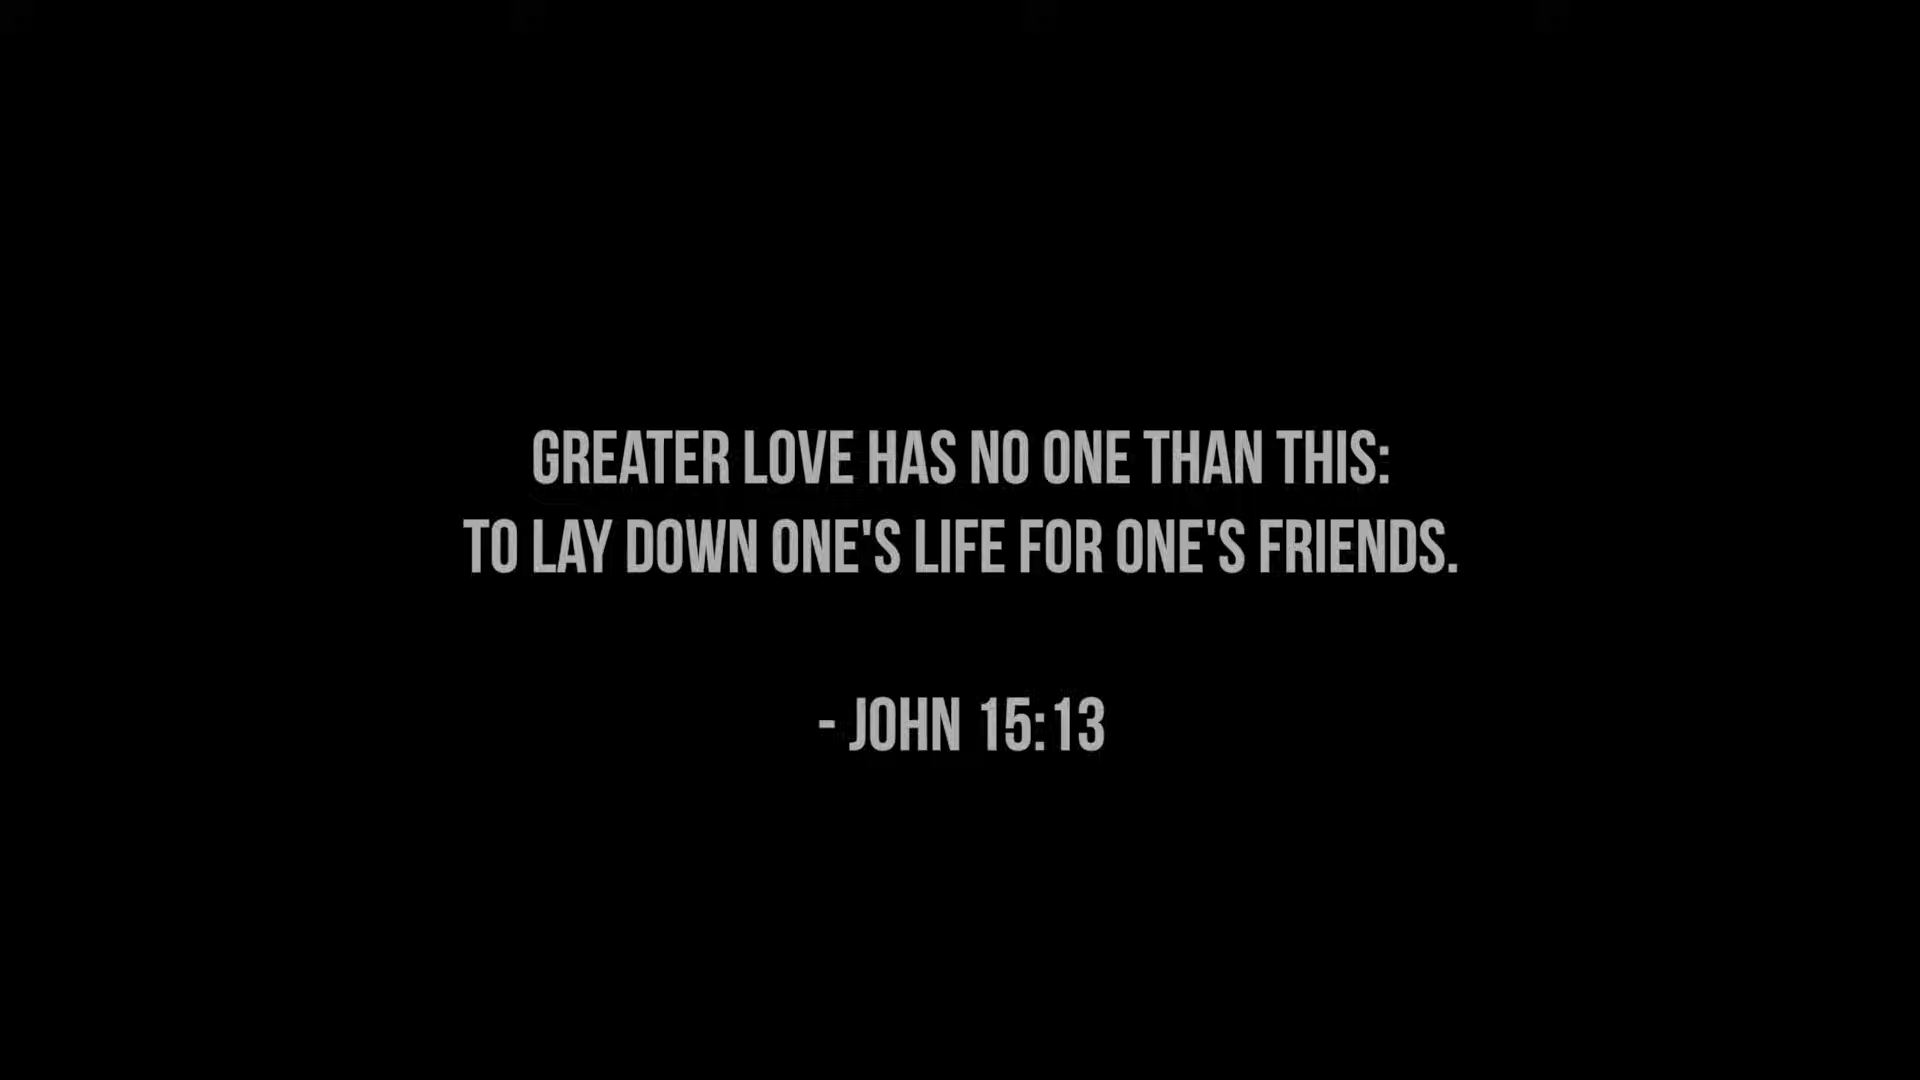 GREATER LOVE HAS NO ONE THAN THIS:
TO LAY DOWN ONE'S LIFE FOR ONE'S FRIENDS.
- JOHN 15:13